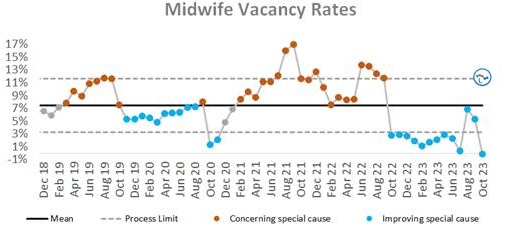 Midwife Vacancy Rates
17%
15%
13%
11%
9%
7%
5%
3%
1%
-1%
Dec 18
Feb 19
Apr 19
Jun 19
Aug 19
Oct 19
Dec 19
Feb 20
Apr 20
Jun 20
Aug 20
Oct 20
Dec 20
Feb 21
Apr 21
Jun 21
Aug 21
Oct 21
Dec 21
Feb 22
Apr 22
Jun 22
Aug 22
Oct 22
Dec 22
Feb 23
Apr 23
Jun 23
Aug 23
Oct 23
Mean
Process Limit
Concerning special cause
Improving special cause